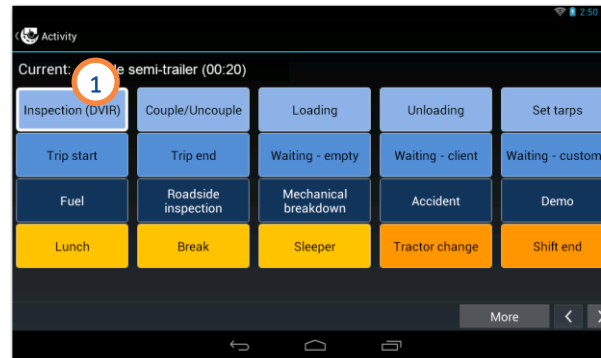 2:50
Activity
Current: le semi-trailer (00:20)
1
Inspection (DVIR) Couple/Uncouple Loading Unloading Set tarps
Trip start Trip end Waiting - empty Waiting - client Waiting - custom
Fuel Roadside inspection Mechanical breakdown Accident Demo
Lunch Break Sleeper Tractor change Shift end
More